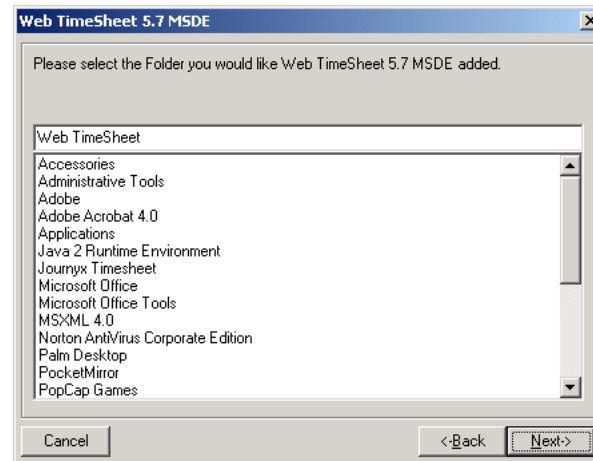 Web TimeSheet 5.7 MSDE
Please select the Folder you would like Web TimeSheet 5.7 MSDE added.
Web TimeSheet
Accessories
Administrative Tools
Adobe
Adobe Acrobat 4.0
Applications
Java 2 Runtime Environment
Journyx Timesheet
Microsoft Office
Microsoft Office Tools
MSXML 4.0
Norton AntiVirus Corporate Edition
Palm Desktop
PocketMirror
PopCap Games
Cancel <-Back Next->